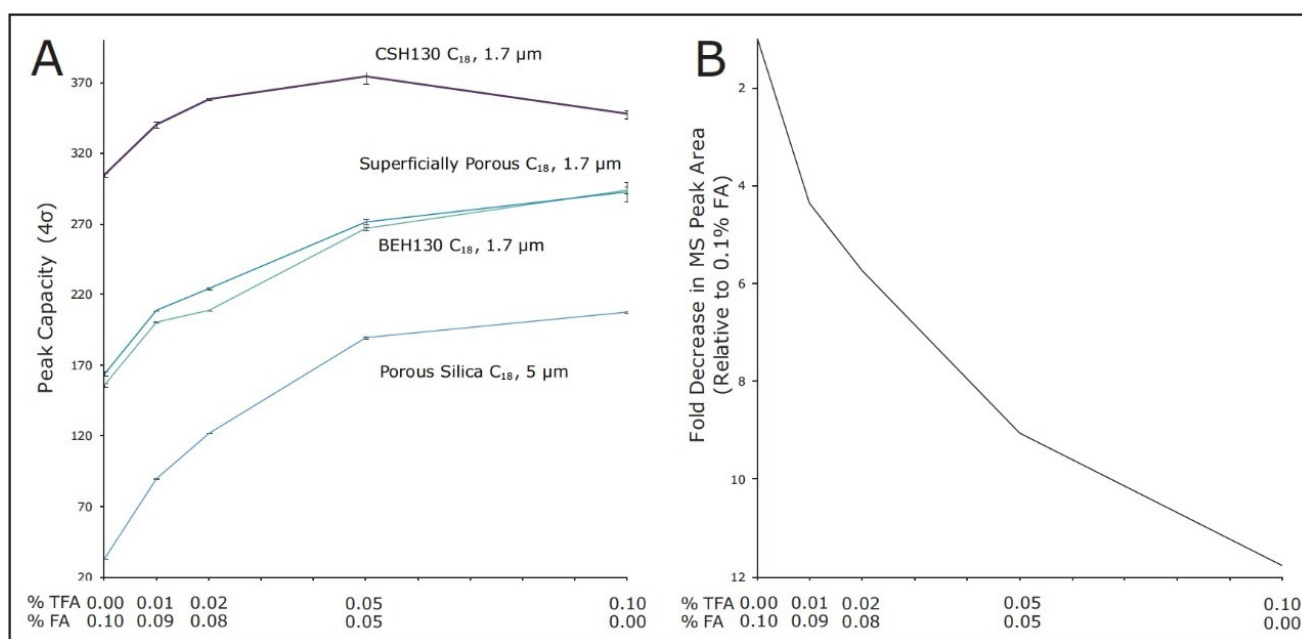 A
CSH130 C₁₈, 1.7 µm
Superficially Porous C₁₈, 1.7 µm
BEH130 C₁₈, 1.7 µm
Porous Silica C₁₈, 5 µm
Peak Capacity (4σ)
370
320
270
220
170
120
70
20
% TFA 0.00 0.01 0.02 0.05 0.10
% FA 0.10 0.09 0.08 0.05 0.00
B
Fold Decrease in MS Peak Area
(Relative to 0.1% FA)
2
4
6
8
10
12
% TFA 0.00 0.01 0.02 0.05 0.10
% FA 0.10 0.09 0.08 0.05 0.00